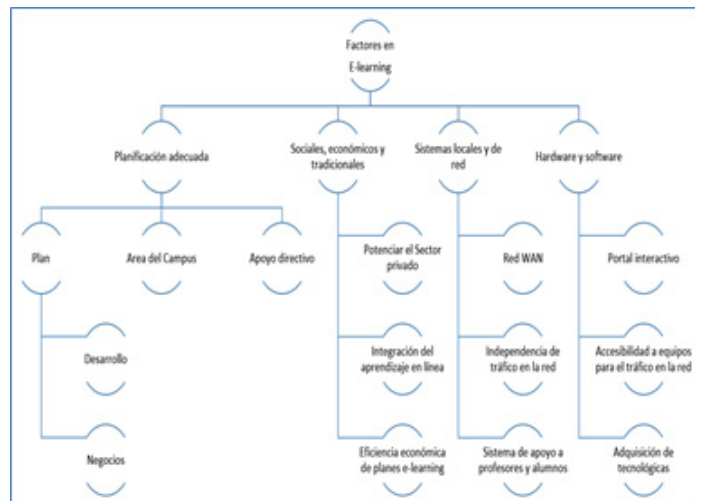 Factores en
E-learning
Planificación adecuada
Sociales, económicos y
tradicionales
Sistemas locales y de
red
Hardware y software
Plan
Area del Campus
Apoyo directivo
Potenciar el Sector
privado
Red WAN
Portal interactivo
Desarrollo
Integración del
aprendizaje en línea
Independencia de
tráfico en la red
Accesibilidad a equipos
para el tráfico en la red
Negocios
Eficiencia económica
de planes e-learning
Sistema de apoyo a
profesores y alumnos
Adquisición de
tecnológicas